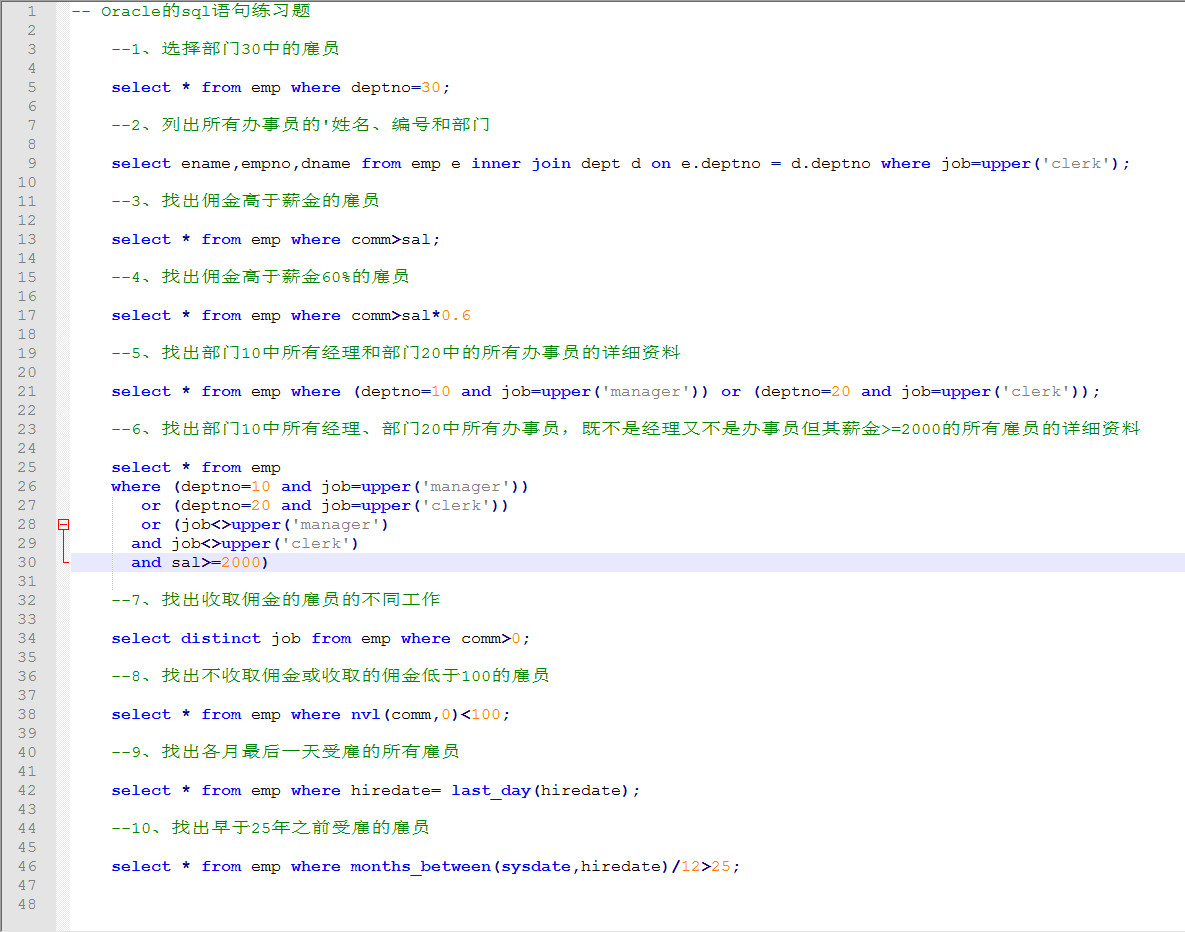 1 -- Oracle的sql语句练习题
2
3 --1、选择部门30中的雇员
4
5 select * from emp where deptno=30;
6
7 --2、列出所有办事员的'姓名、编号和部门
8
9 select ename,empno,dname from emp e inner join dept d on e.deptno = d.deptno where job=upper('clerk');
10
11 --3、找出佣金高于薪金的雇员
12
13 select * from emp where comm>sal;
14
15 --4、找出佣金高于薪金60%的雇员
16
17 select * from emp where comm>sal*0.6
18
19 --5、找出部门10中所有经理和部门20中的所有办事员的详细资料
20
21 select * from emp where (deptno=10 and job=upper('manager')) or (deptno=20 and job=upper('clerk'));
22
23 --6、找出部门10中所有经理、部门20中所有办事员，既不是经理又不是办事员但其薪金>=2000的所有雇员的详细资料
24
25 select * from emp
26 where (deptno=10 and job=upper('manager'))
27 or (deptno=20 and job=upper('clerk'))
28 or (job<>upper('manager')
29 and job<>upper('clerk')
30 and sal>=2000)
31
32 --7、找出收取佣金的雇员的不同工作
33
34 select distinct job from emp where comm>0;
35
36 --8、找出不收取佣金或收取的佣金低于100的雇员
37
38 select * from emp where nvl(comm,0)<100;
39
40 --9、找出各月最后一天受雇的所有雇员
41
42 select * from emp where hiredate= last_day(hiredate);
43
44 --10、找出早于25年之前受雇的雇员
45
46 select * from emp where months_between(sysdate,hiredate)/12>25;
47
48